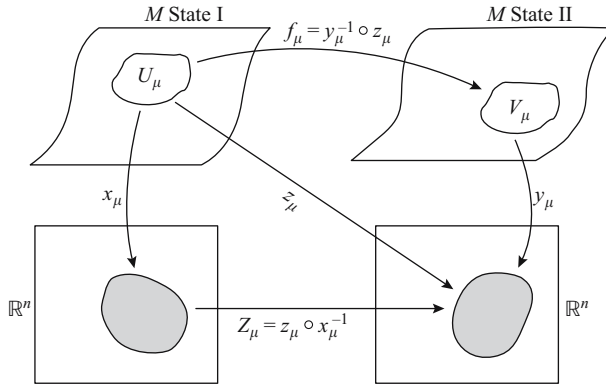 M State I
M State II
f_μ = y_μ^{-1} ∘ z_μ
U_μ
V_μ
x_μ
z_μ
y_μ
ℝ^n
ℝ^n
Z_μ = z_μ ∘ x_μ^{-1}